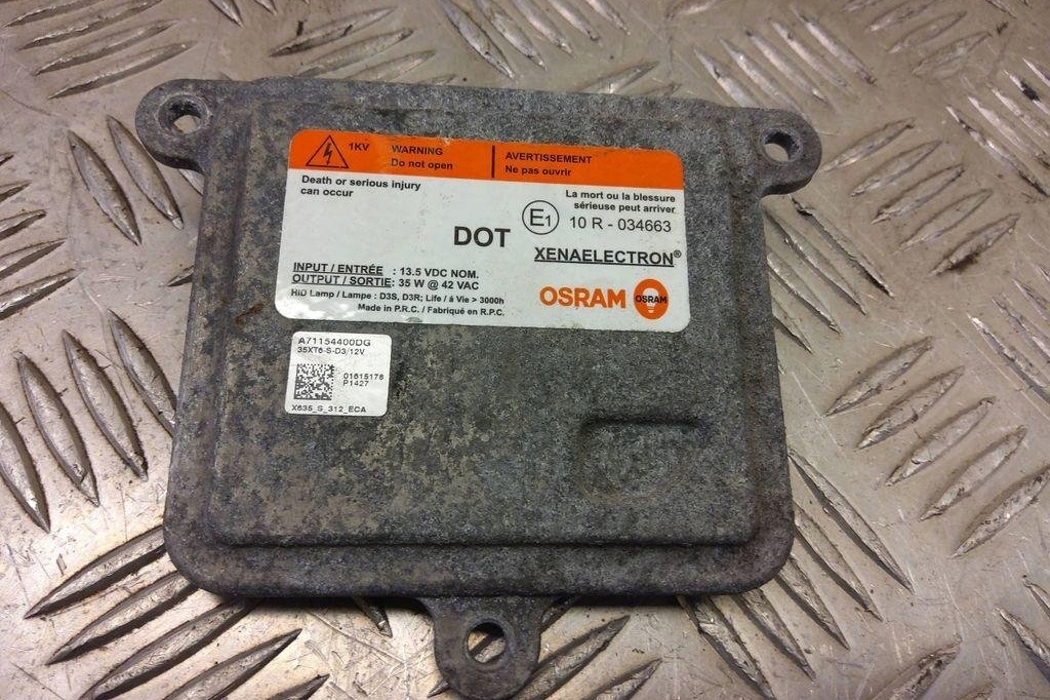 1KV
WARNING
Do not open
AVERTISSEMENT
Ne pas ouvrir
Death or serious injury
can occur
La mort ou la blessure
sérieuse peut arriver
E1 10 R - 034663
DOT
XENAELECTRON®
INPUT / ENTRÉE : 13.5 VDC NOM.
OUTPUT / SORTIE: 35 W @ 42 VAC
HID Lamp / Lampe : D3S, D3R; Life / á Vie > 3000h
Made in P.R.C. / Fabriqué en R.P.C.
OSRAM OSRAM
A71154400DG
35XT6-S-D3/12V
01615176
P1427
X635_S_312_ECA